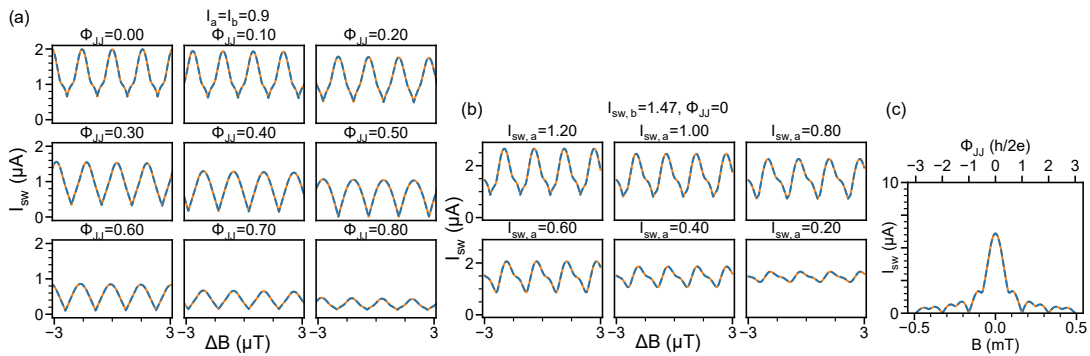 (a)
I_a=I_b=0.9
Φ_JJ=0.00
Φ_JJ=0.10
Φ_JJ=0.20
2
1
0
Φ_JJ=0.30
Φ_JJ=0.40
Φ_JJ=0.50
2
1
0
I_sw (μA)
Φ_JJ=0.60
Φ_JJ=0.70
Φ_JJ=0.80
2
1
0
−3 3
−3 3
−3 3
ΔB (μT)
(b)
I_sw, b=1.47, Φ_JJ=0
I_sw, a=1.20
I_sw, a=1.00
I_sw, a=0.80
2
1
0
I_sw (μA)
I_sw, a=0.60
I_sw, a=0.40
I_sw, a=0.20
2
1
−3 3
−3 3
−3 3
ΔB (μT)
(c)
Φ_JJ (h/2e)
−3 −2 −1 0 1 2 3
10
5
0
I_sw (μA)
−0.5 0.0 0.5
B (mT)